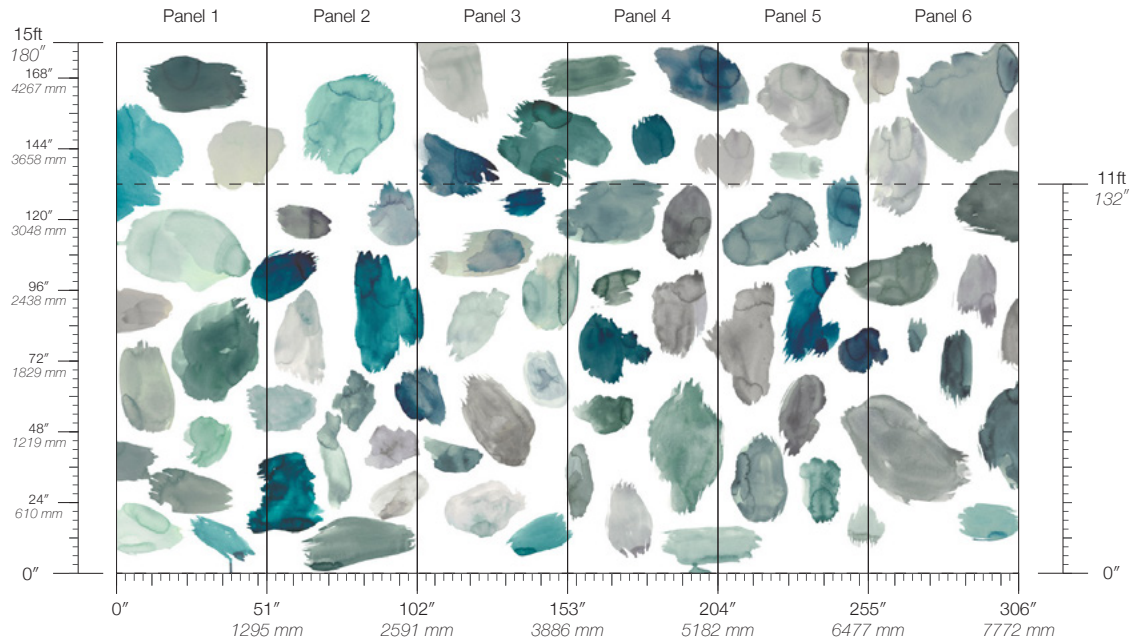 Panel 1 Panel 2 Panel 3 Panel 4 Panel 5 Panel 6
15ft
180″
168″
4267 mm
144″
3658 mm
11ft
132″
120″
3048 mm
96″
2438 mm
72″
1829 mm
48″
1219 mm
24″
610 mm
0″ 0″
0″ 51″ 102″ 153″ 204″ 255″ 306″
1295 mm 2591 mm 3886 mm 5182 mm 6477 mm 7772 mm